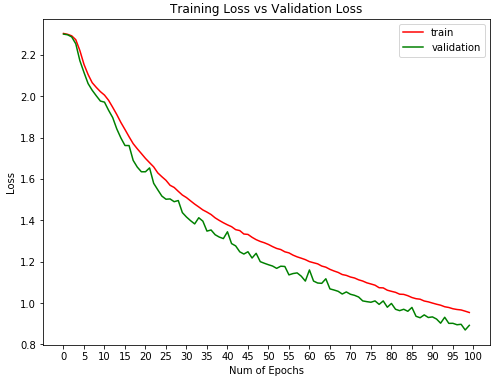 Training Loss vs Validation Loss
train
validation
Loss
2.2
2.0
1.8
1.6
1.4
1.2
1.0
0.8
0 5 10 15 20 25 30 35 40 45 50 55 60 65 70 75 80 85 90 95 100
Num of Epochs